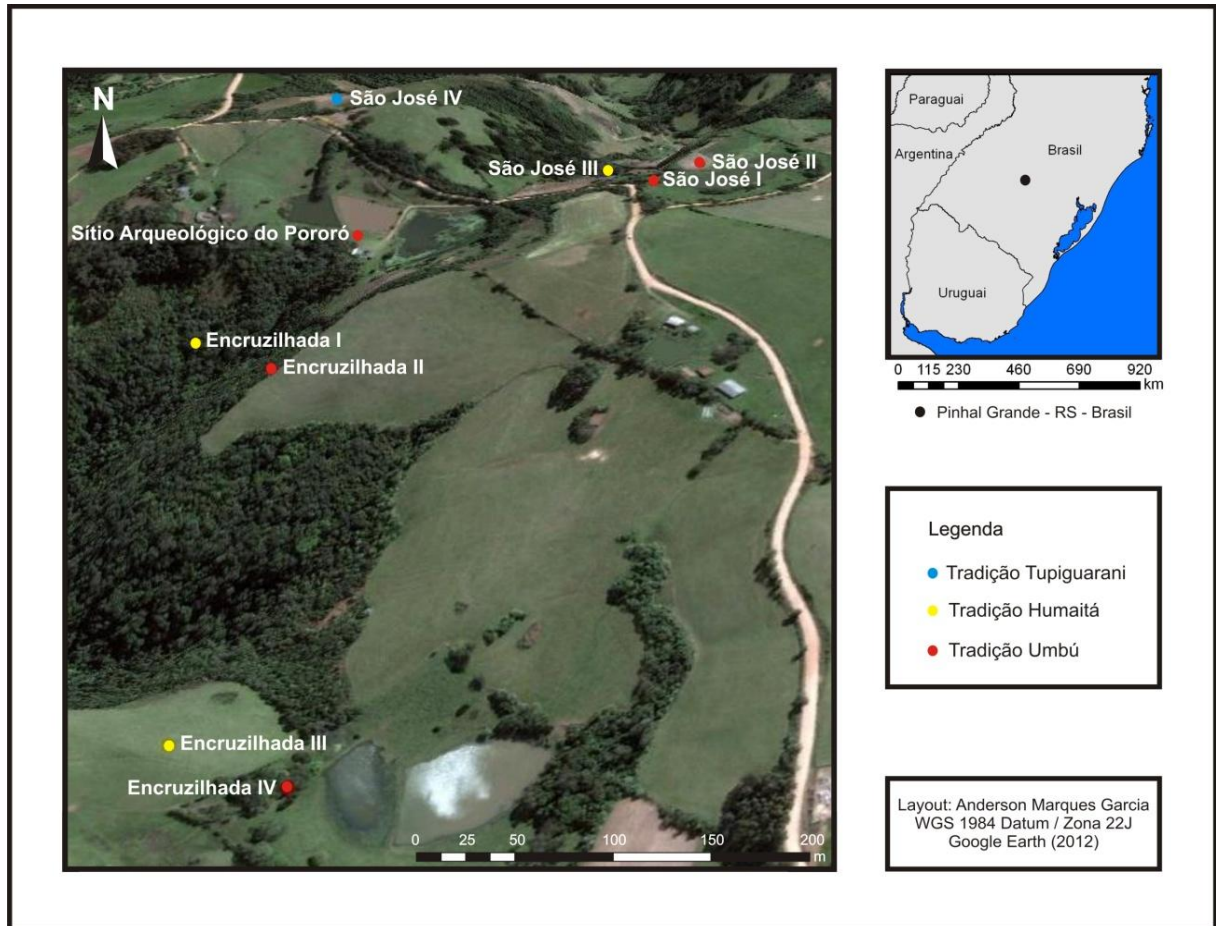 N
São José IV
São José III
São José II
São José I
Sítio Arqueológico do Pororó
Encruzilhada I
Encruzilhada II
Encruzilhada III
Encruzilhada IV
0 25 50 100 150 200
m
Paraguai
Argentina
Brasil
Uruguai
0 115 230 460 690 920
km
Pinhal Grande - RS - Brasil
Legenda
Tradição Tupiguarani
Tradição Humaitá
Tradição Umbú
Layout: Anderson Marques Garcia
WGS 1984 Datum / Zona 22J
Google Earth (2012)